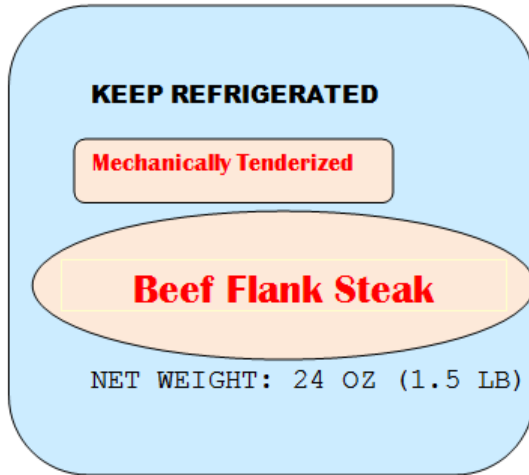 KEEP REFRIGERATED
Mechanically Tenderized
Beef Flank Steak
NET WEIGHT: 24 OZ (1.5 LB)